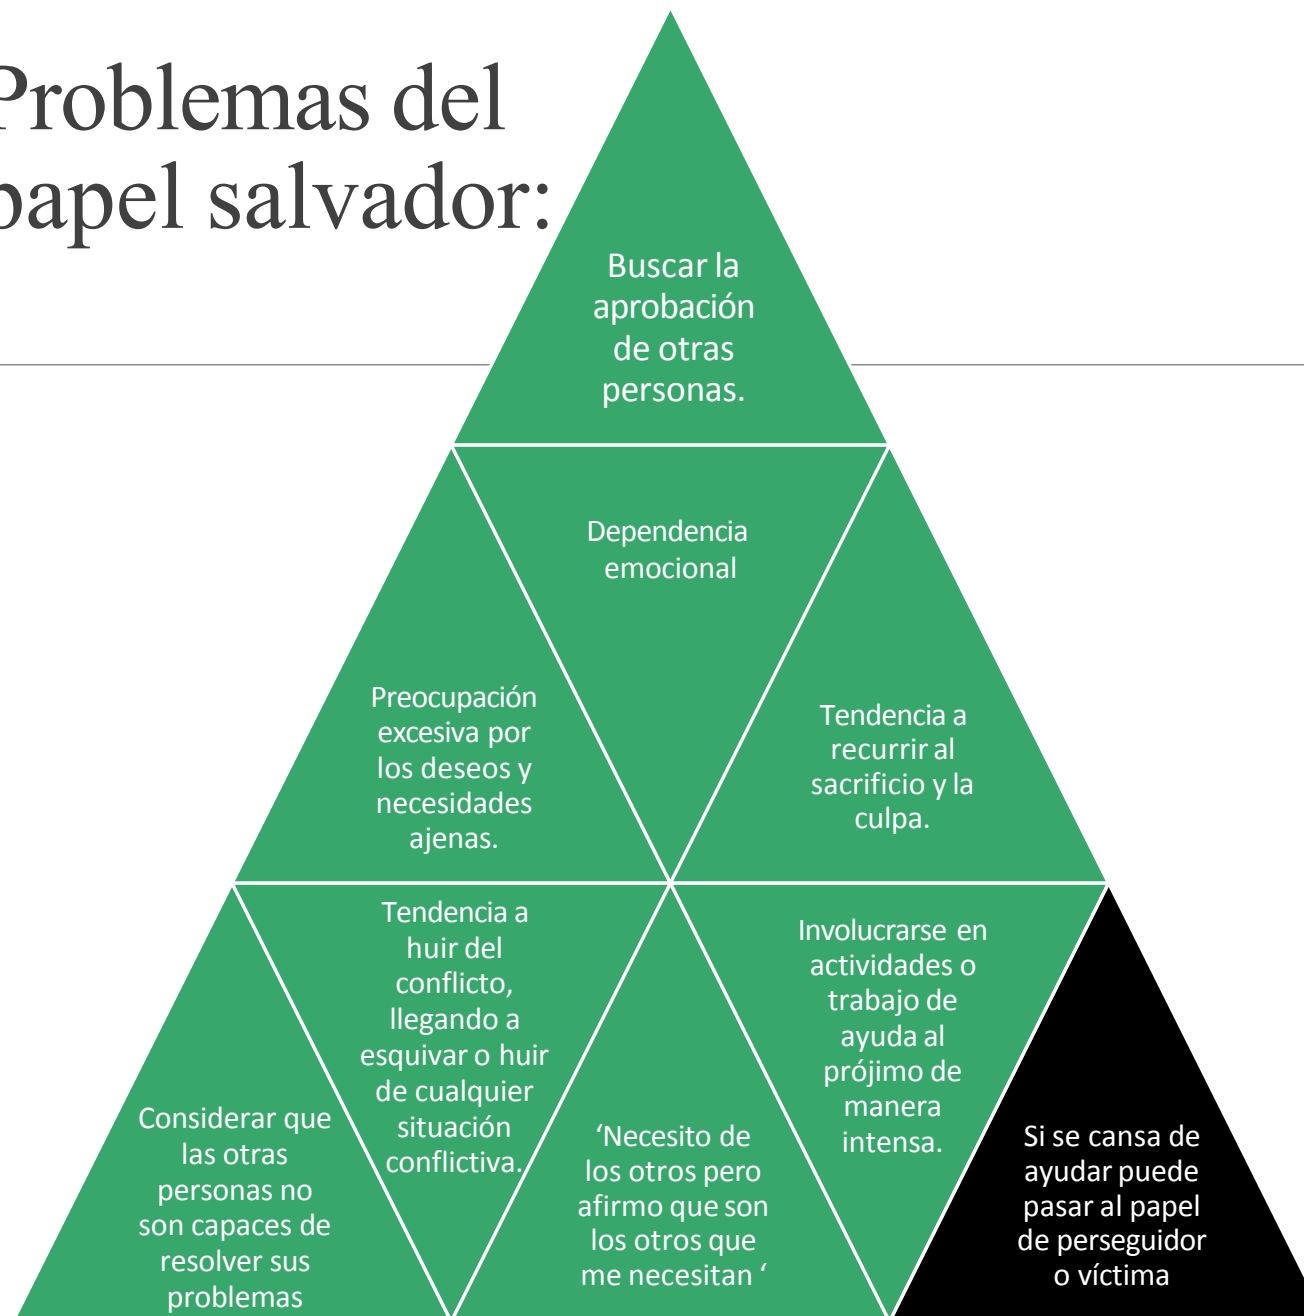 Problemas del
papel salvador:
Buscar la
aprobación
de otras
personas.
Dependencia
emocional
Preocupación
excesiva por
los deseos y
necesidades
ajenas.
Tendencia a
recurrir al
sacrificio y la
culpa.
Considerar que
las otras
personas no
son capaces de
resolver sus
problemas
Tendencia a
huir del
conflicto,
llegando a
esquivar o huir
de cualquier
situación
conflictiva.
‘Necesito de
los otros pero
afirmo que son
los otros que
me necesitan ‘
Involucrarse en
actividades o
trabajo de
ayuda al
prójimo de
manera
intensa.
Si se cansa de
ayudar puede
pasar al papel
de perseguidor
o víctima